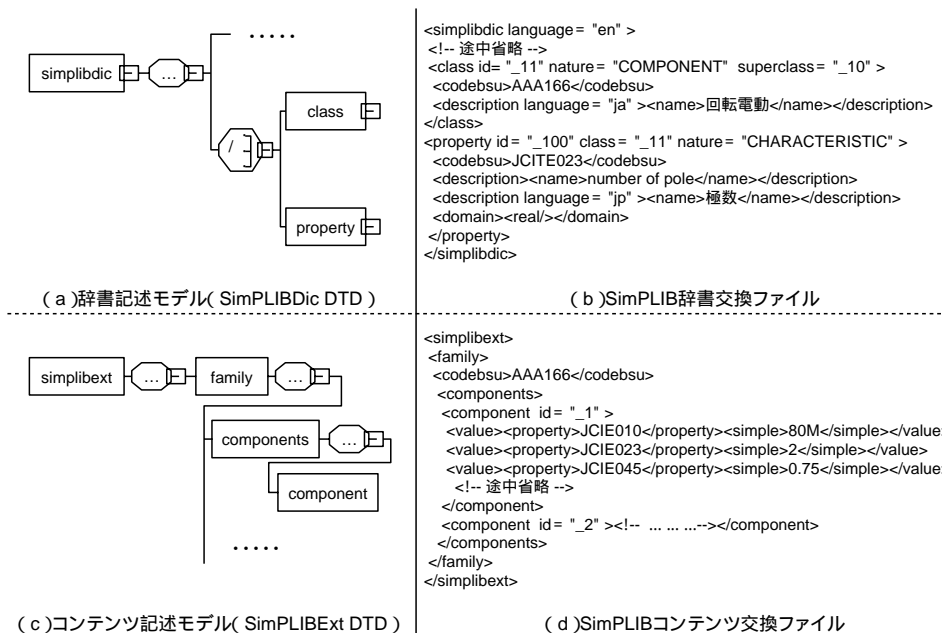 .....
simplibdic
...
class
/
property
(a)辞書記述モデル(SimPLIBDic DTD)
<simplibdic language= "en" >
<!-- 途中省略 -->
<class id= "_11" nature= "COMPONENT" superclass= "_10" >
<codebsu>AAA166</codebsu>
<description language= "ja" ><name>回転電動</name></description>
</class>
<property id= "_100" class= "_11" nature= "CHARACTERISTIC" >
<codebsu>JCITE023</codebsu>
<description><name>number of pole</name></description>
<description language= "jp" ><name>極数</name></description>
<domain><real/></domain>
</property>
</simplibdic>
(b)SimPLIB辞書交換ファイル
simplibext
...
family
...
components
...
component
.....
(c)コンテンツ記述モデル(SimPLIBExt DTD)
<simplibext>
<family>
<codebsu>AAA166</codebsu>
<components>
<component id= "_1" >
<value><property>JCIE010</property><simple>80M</simple></value>
<value><property>JCIE023</property><simple>2</simple></value>
<value><property>JCIE045</property><simple>0.75</simple></value>
<!-- 途中省略 -->
</component>
<component id= "_2" ><!-- ... ... ...--></component>
</components>
</family>
</simplibext>
(d)SimPLIBコンテンツ交換ファイル